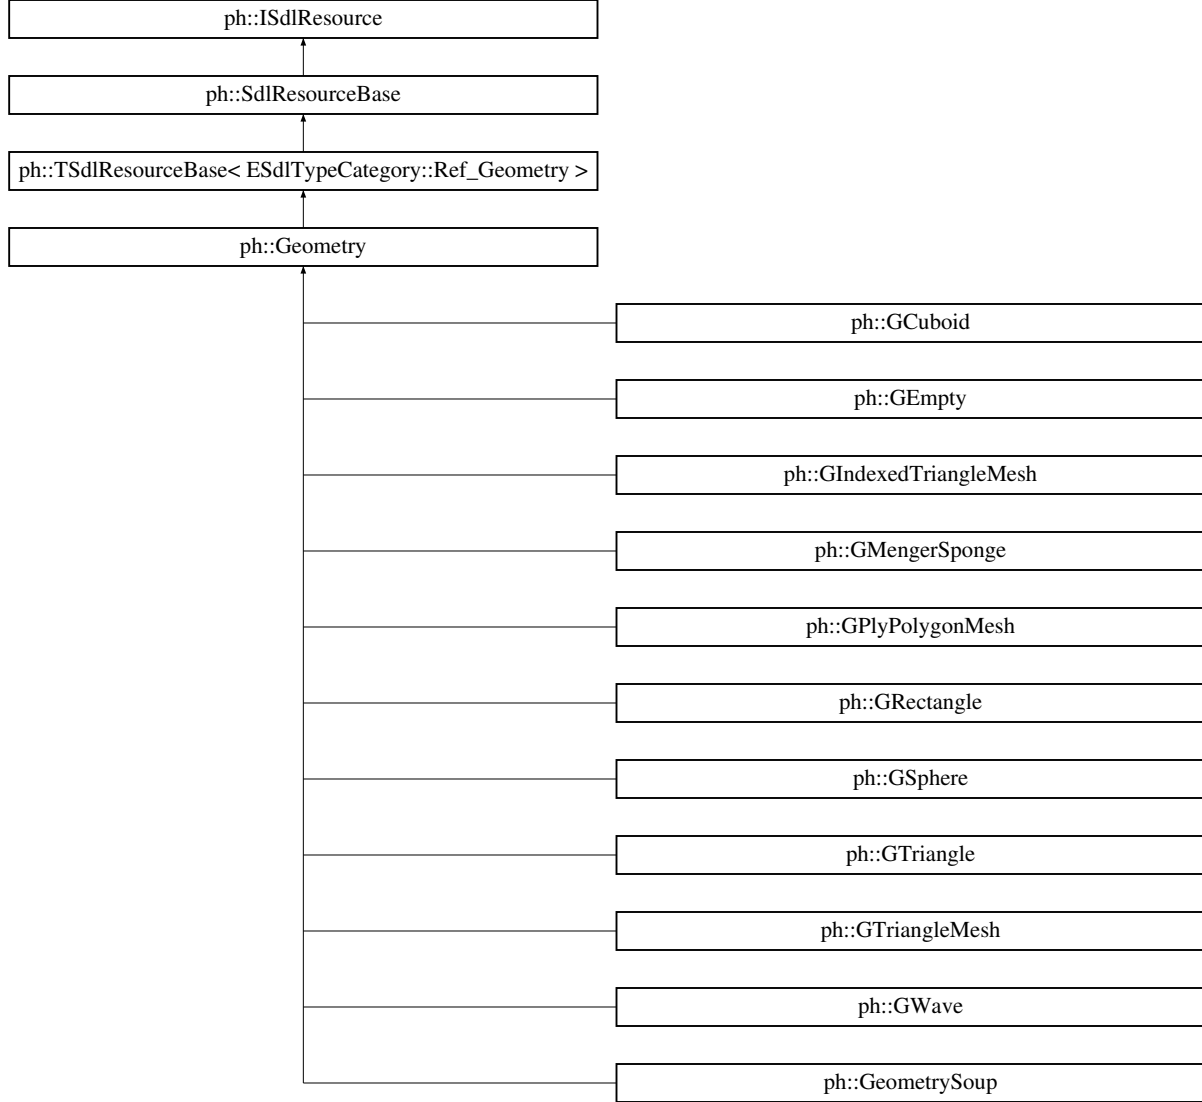 ph::ISdlResource
ph::SdlResourceBase
ph::TSdlResourceBase< ESdlTypeCategory::Ref_Geometry >
ph::Geometry
ph::GCuboid
ph::GEmpty
ph::GIndexedTriangleMesh
ph::GMengerSponge
ph::GPlyPolygonMesh
ph::GRectangle
ph::GSphere
ph::GTriangle
ph::GTriangleMesh
ph::GWave
ph::GeometrySoup